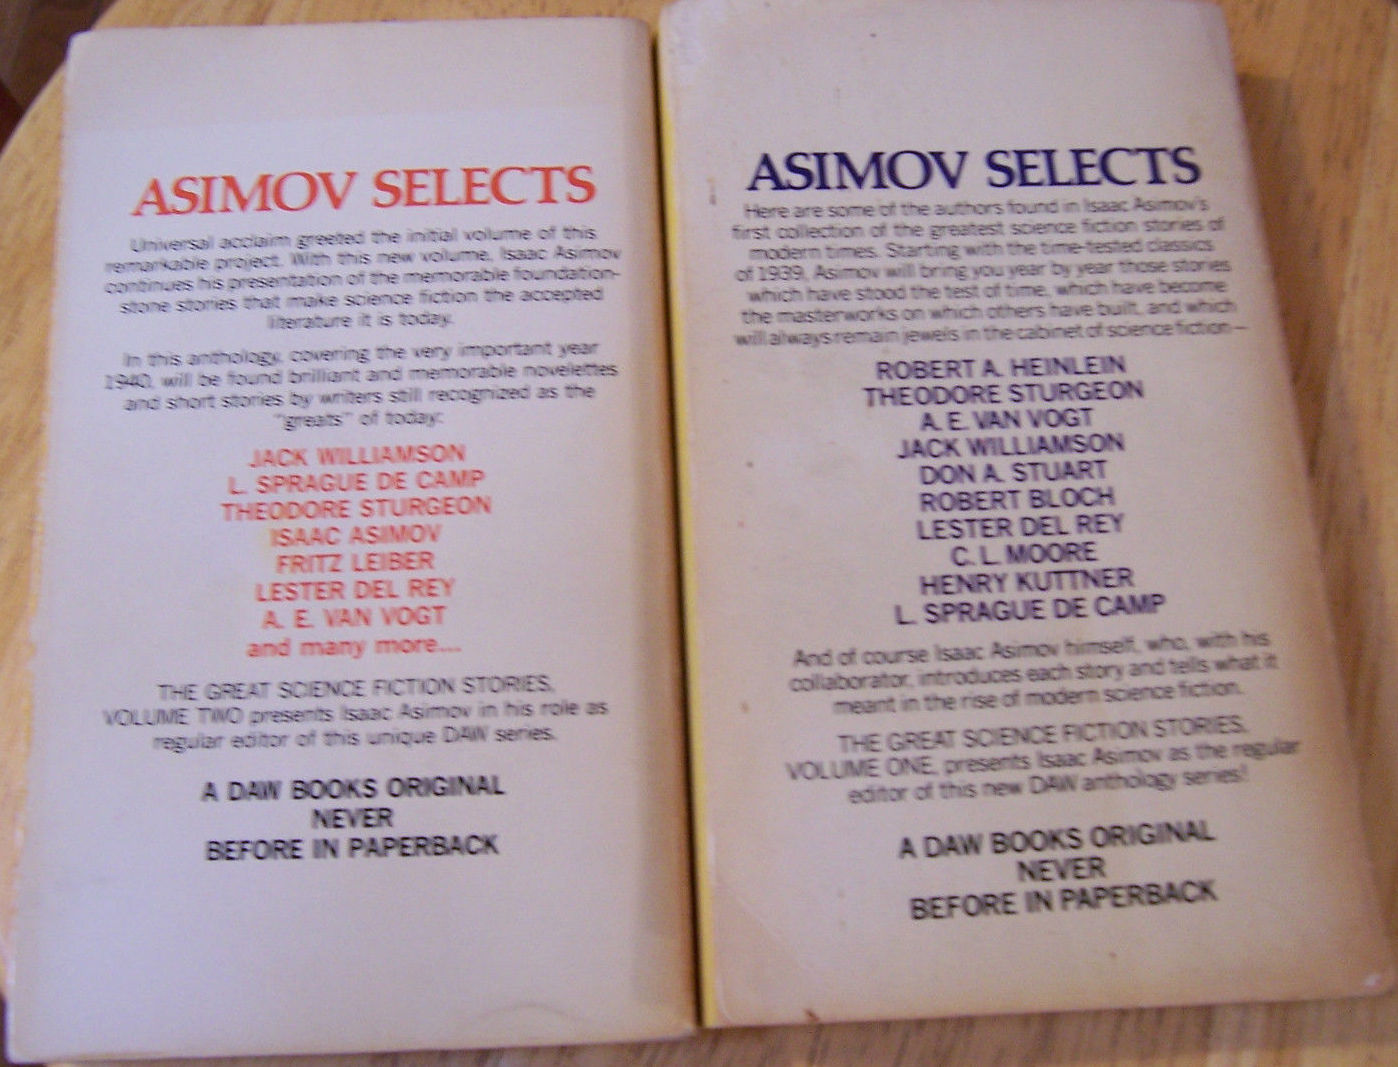 ASIMOV SELECTS
Universal acclaim greeted the initial volume of this
remarkable project. With this new volume, Isaac Asimov
continues his presentation of the memorable foundation-
stone stories that make science fiction the accepted
literature it is today.
In this anthology, covering the very important year
1940, will be found brilliant and memorable novelettes
and short stories by writers still recognized as the
"greats" of today:
JACK WILLIAMSON
L. SPRAGUE DE CAMP
THEODORE STURGEON
ISAAC ASIMOV
FRITZ LEIBER
LESTER DEL REY
A. E. VAN VOGT
and many more...
THE GREAT SCIENCE FICTION STORIES,
VOLUME TWO presents Isaac Asimov in his role as
regular editor of this unique DAW series.
A DAW BOOKS ORIGINAL
NEVER
BEFORE IN PAPERBACK
ASIMOV SELECTS
Here are some of the authors found in Isaac Asimov's
first collection of the greatest science fiction stories of
modern times. Starting with the time-tested classics
of 1939, Asimov will bring you year by year those stories
which have stood the test of time, which have become
the masterworks on which others have built, and which
will always remain jewels in the cabinet of science fiction—
ROBERT A. HEINLEIN
THEODORE STURGEON
A. E. VAN VOGT
JACK WILLIAMSON
DON A. STUART
ROBERT BLOCH
LESTER DEL REY
C. L. MOORE
HENRY KUTTNER
L. SPRAGUE DE CAMP
And of course Isaac Asimov himself, who, with his
collaborator, introduces each story and tells what it
meant in the rise of modern science fiction.
THE GREAT SCIENCE FICTION STORIES,
VOLUME ONE, presents Isaac Asimov as the regular
editor of this new DAW anthology series!
A DAW BOOKS ORIGINAL
NEVER
BEFORE IN PAPERBACK